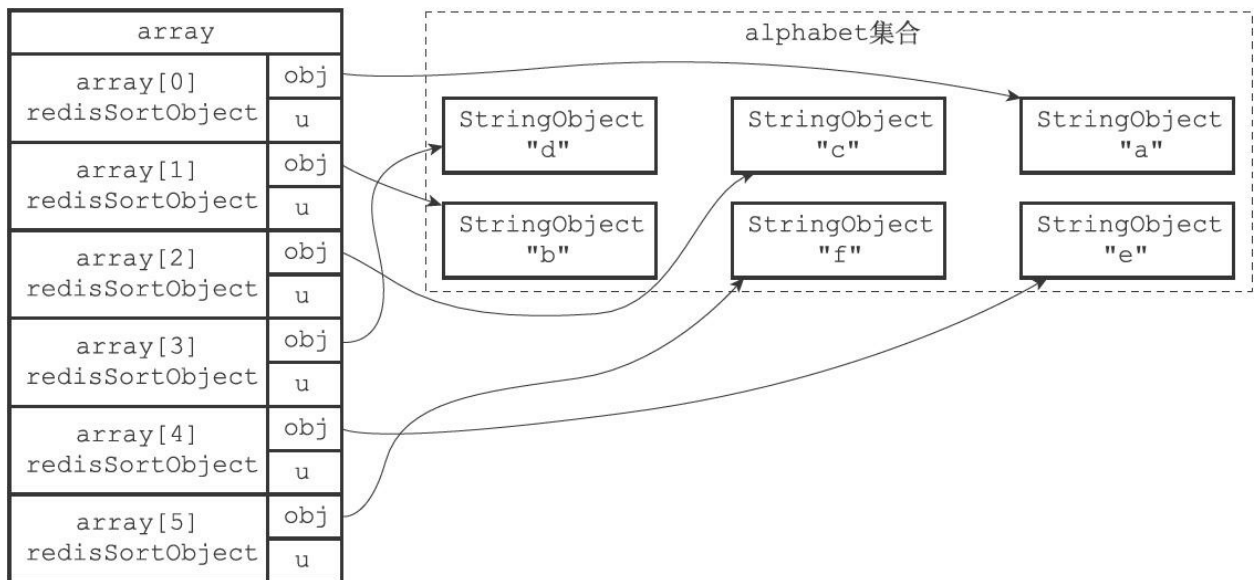 array
array[0]
redisSortObject
obj
u
array[1]
redisSortObject
obj
u
array[2]
redisSortObject
obj
u
array[3]
redisSortObject
obj
u
array[4]
redisSortObject
obj
u
array[5]
redisSortObject
obj
u
alphabet集合
StringObject
"d"
StringObject
"c"
StringObject
"a"
StringObject
"b"
StringObject
"f"
StringObject
"e"